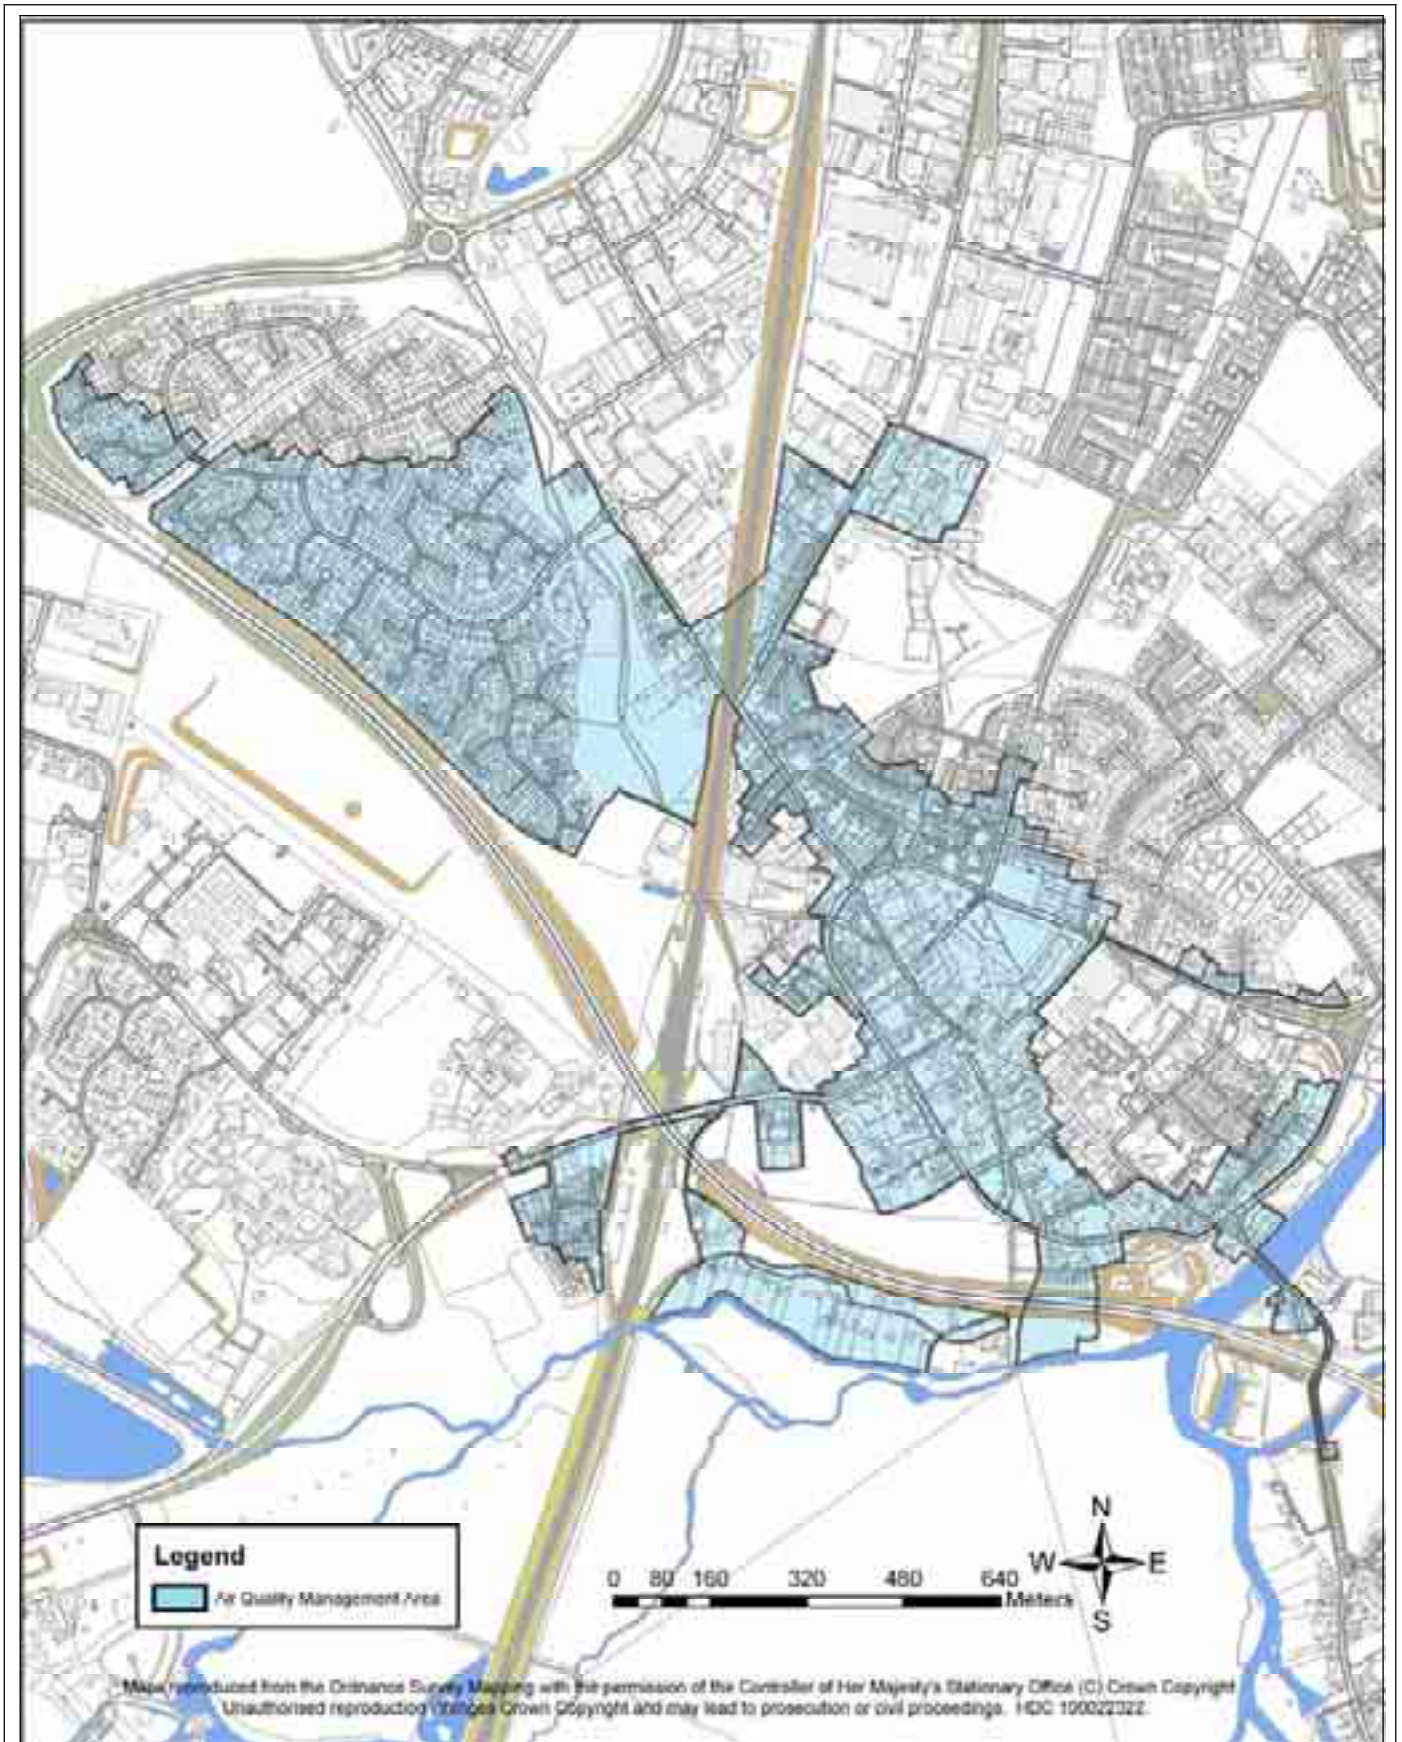 N
W E
S
Legend
Air Quality Management Area
0 80 160 320 480 640
Meters
Maps reproduced from the Ordnance Survey Mapping with the permission of the Controller of Her Majesty's Stationary Office (C) Crown Copyright
Unauthorised reproduction infringes Crown Copyright and may lead to prosecution or civil proceedings. HDC 100022322.